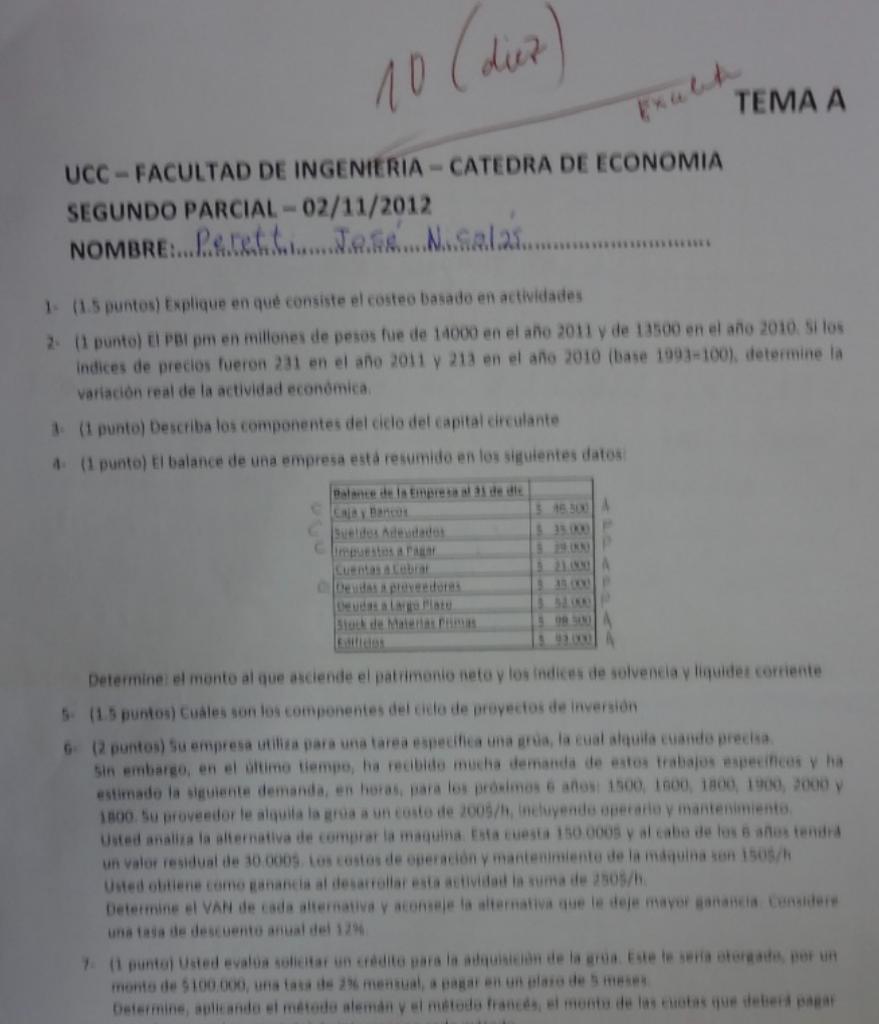 10 (diez)
TEMA A
UCC – FACULTAD DE INGENIERIA – CATEDRA DE ECONOMIA
SEGUNDO PARCIAL – 02/11/2012
NOMBRE:...Peretti José Nicolás
1- (1.5 puntos) Explique en qué consiste el costeo basado en actividades
2- (1 punto) El PBI pm en millones de pesos fue de 14000 en el año 2011 y de 13500 en el año 2010. Si los
índices de precios fueron 231 en el año 2011 y 213 en el año 2010 (base 1993=100), determine la
variación real de la actividad económica.
3- (1 punto) Describa los componentes del ciclo del capital circulante
4- (1 punto) El balance de una empresa está resumido en los siguientes datos:
Balance de la Empresa al 31 de dic
C Caja y Bancos $ 46.500 A
C Sueldos Adeudados $ 35.000 P
C Impuestos a Pagar $ 29.000 P
Cuentas a Cobrar $ 21.000 A
Deudas a proveedores $ 35.000 P
Deudas a Largo Plazo $ 52.000 P
Stock de Materias Primas $ 98.500 A
Edificios $ 93.000 A
Determine: el monto al que asciende el patrimonio neto y los índices de solvencia y liquidez corriente
5- (1.5 puntos) Cuáles son los componentes del ciclo de proyectos de inversión
6- (2 puntos) Su empresa utiliza para una tarea específica una grúa, la cual alquila cuando precisa.
Sin embargo, en el último tiempo, ha recibido mucha demanda de estos trabajos específicos y ha
estimado la siguiente demanda, en horas, para los próximos 6 años: 1500, 1600, 1800, 1900, 2000 y
1800. Su proveedor le alquila la grúa a un costo de 200$/h, incluyendo operario y mantenimiento.
Usted analiza la alternativa de comprar la maquina. Esta cuesta 150.000$ y al cabo de los 6 años tendrá
un valor residual de 30.000$. Los costos de operación y mantenimiento de la máquina son 150$/h
Usted obtiene como ganancia al desarrollar esta actividad la suma de 250$/h.
Determine el VAN de cada alternativa y aconseje la alternativa que le deje mayor ganancia. Considere
una tasa de descuento anual del 12%.
7- (1 punto) Usted evalúa solicitar un crédito para la adquisición de la grúa. Este le sería otorgado, por un
monto de $100.000, una tasa de 2% mensual, a pagar en un plazo de 5 meses.
Determine, aplicando el método alemán y el método francés, el monto de las cuotas que deberá pagar